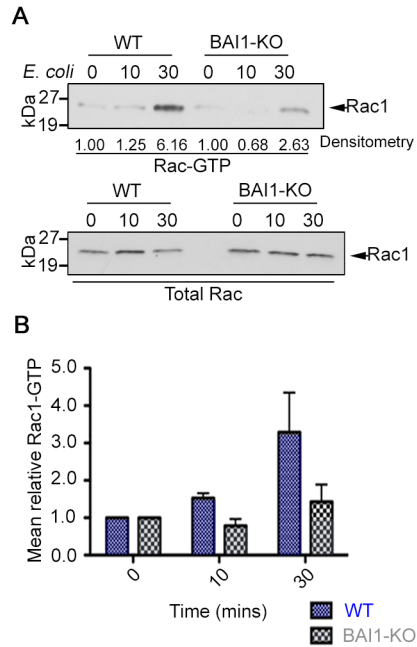 A
WT BAI1-KO
E. coli 0 10 30 0 10 30
kDa 27 19 Rac1
1.00 1.25 6.16 1.00 0.68 2.63 Densitometry
Rac-GTP
WT BAI1-KO
0 10 30 0 10 30
kDa 27 19 Rac1
Total Rac
B
Mean relative Rac1-GTP
5.0
4.0
3.0
2.0
1.0
0.0
0 10 30
Time (mins)
WT
BAI1-KO